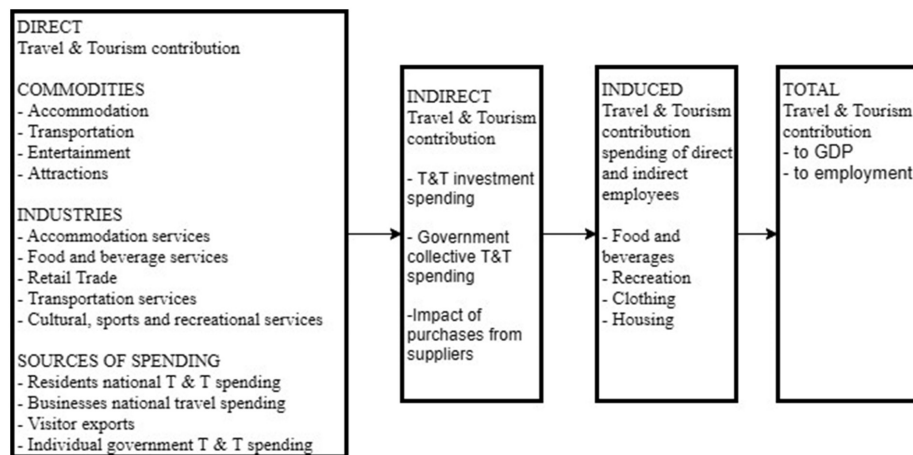 DIRECT
Travel & Tourism contribution
COMMODITIES
- Accommodation
- Transportation
- Entertainment
- Attractions
INDUSTRIES
- Accommodation services
- Food and beverage services
- Retail Trade
- Transportation services
- Cultural, sports and recreational services
SOURCES OF SPENDING
- Residents national T & T spending
- Businesses national travel spending
- Visitor exports
- Individual government T & T spending
INDIRECT
Travel & Tourism
contribution
- T&T investment
spending
- Government
collective T&T
spending
-Impact of
purchases from
suppliers
INDUCED
Travel & Tourism
contribution
spending of direct
and indirect
employees
- Food and
beverages
- Recreation
- Clothing
- Housing
TOTAL
Travel & Tourism
contribution
- to GDP
- to employment